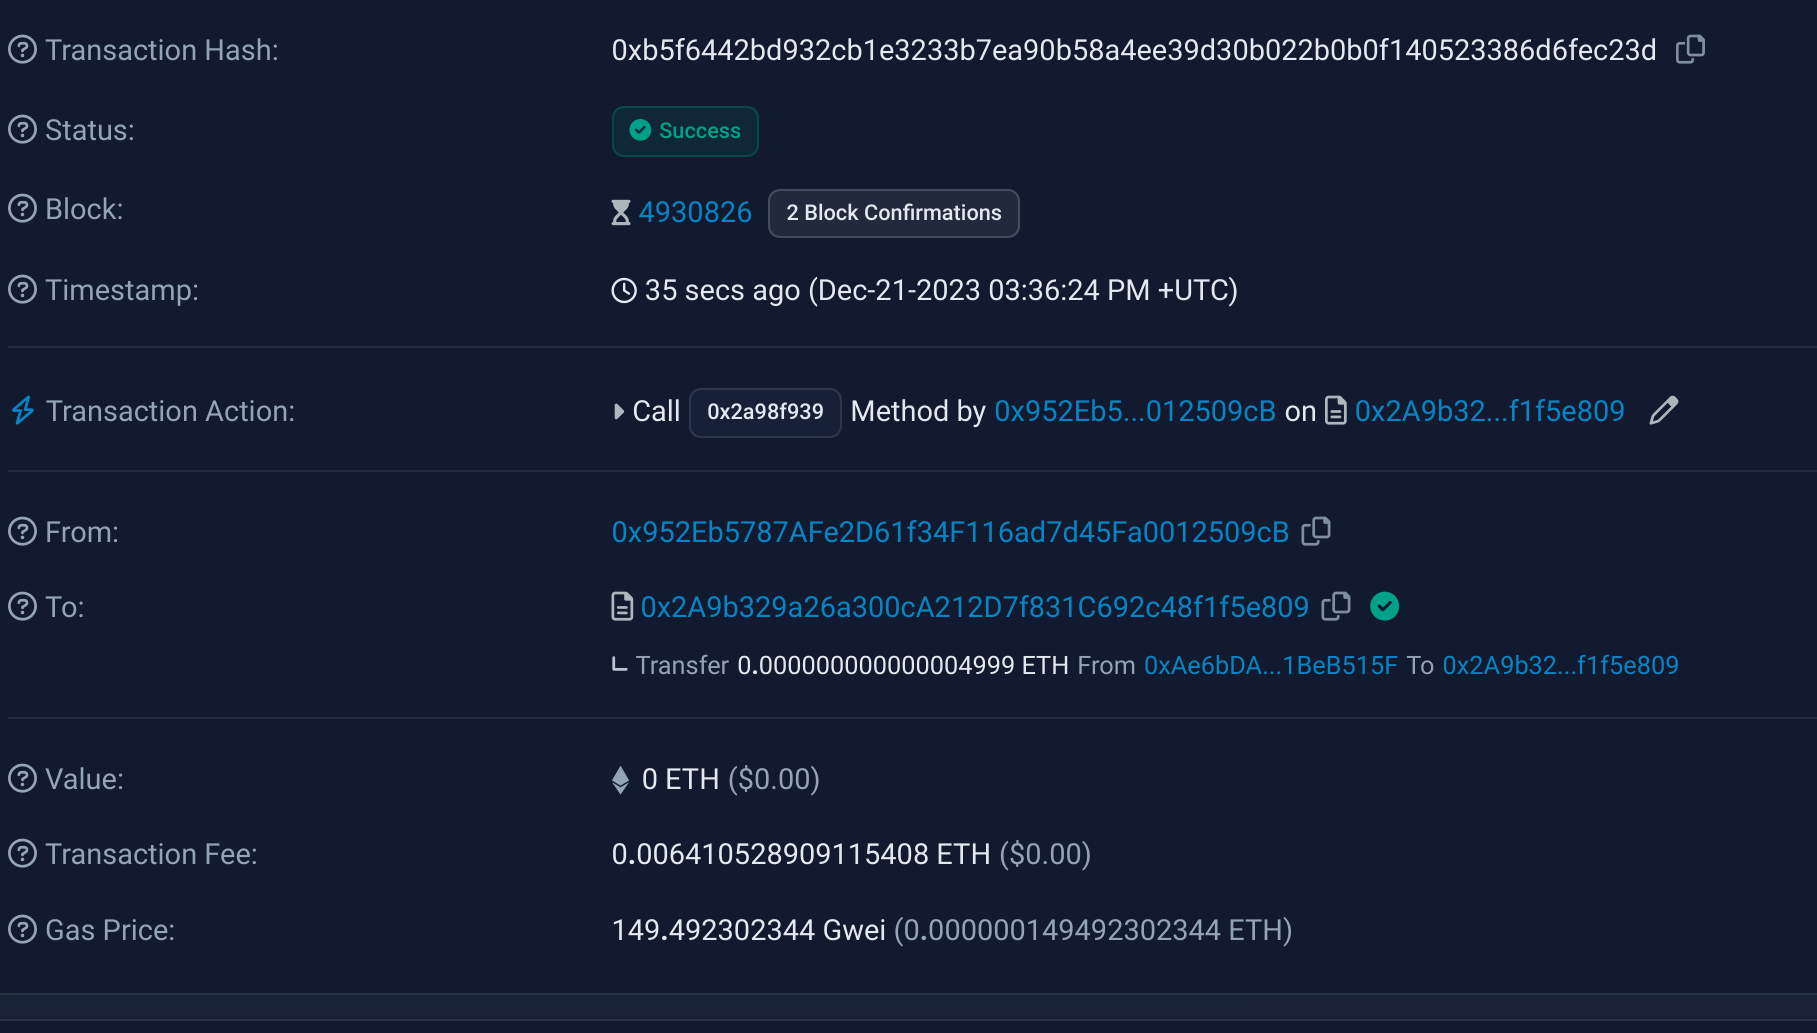 Transaction Hash: 0xb5f6442bd932cb1e3233b7ea90b58a4ee39d30b022b0b0f140523386d6fec23d
Status: Success
Block: 4930826 2 Block Confirmations
Timestamp: 35 secs ago (Dec-21-2023 03:36:24 PM +UTC)
Transaction Action: Call 0x2a98f939 Method by 0x952Eb5...012509cB on 0x2A9b32...f1f5e809
From: 0x952Eb5787AFe2D61f34F116ad7d45Fa0012509cB
To: 0x2A9b329a26a300cA212D7f831C692c48f1f5e809
Transfer 0.000000000000004999 ETH From 0xAe6bDA...1BeB515F To 0x2A9b32...f1f5e809
Value: 0 ETH ($0.00)
Transaction Fee: 0.006410528909115408 ETH ($0.00)
Gas Price: 149.492302344 Gwei (0.000000149492302344 ETH)